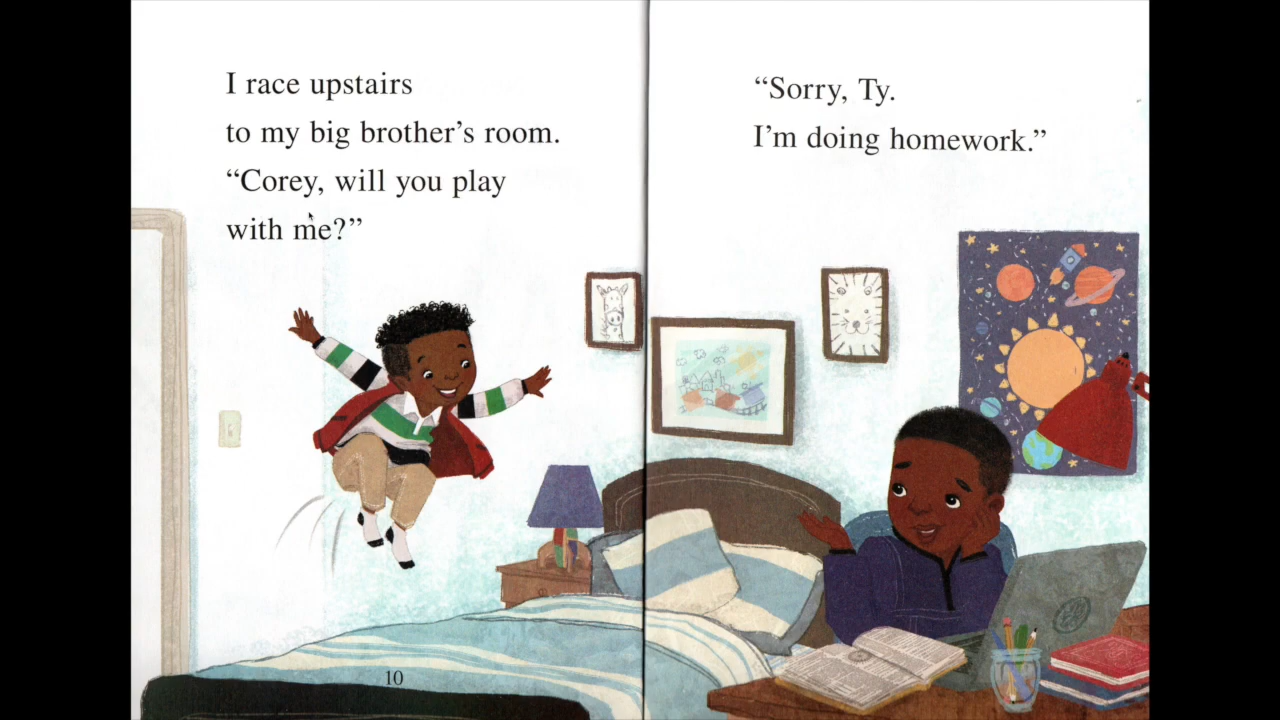 I race upstairs
to my big brother’s room.
“Corey, will you play
with me?”
10
“Sorry, Ty.
I’m doing homework.”